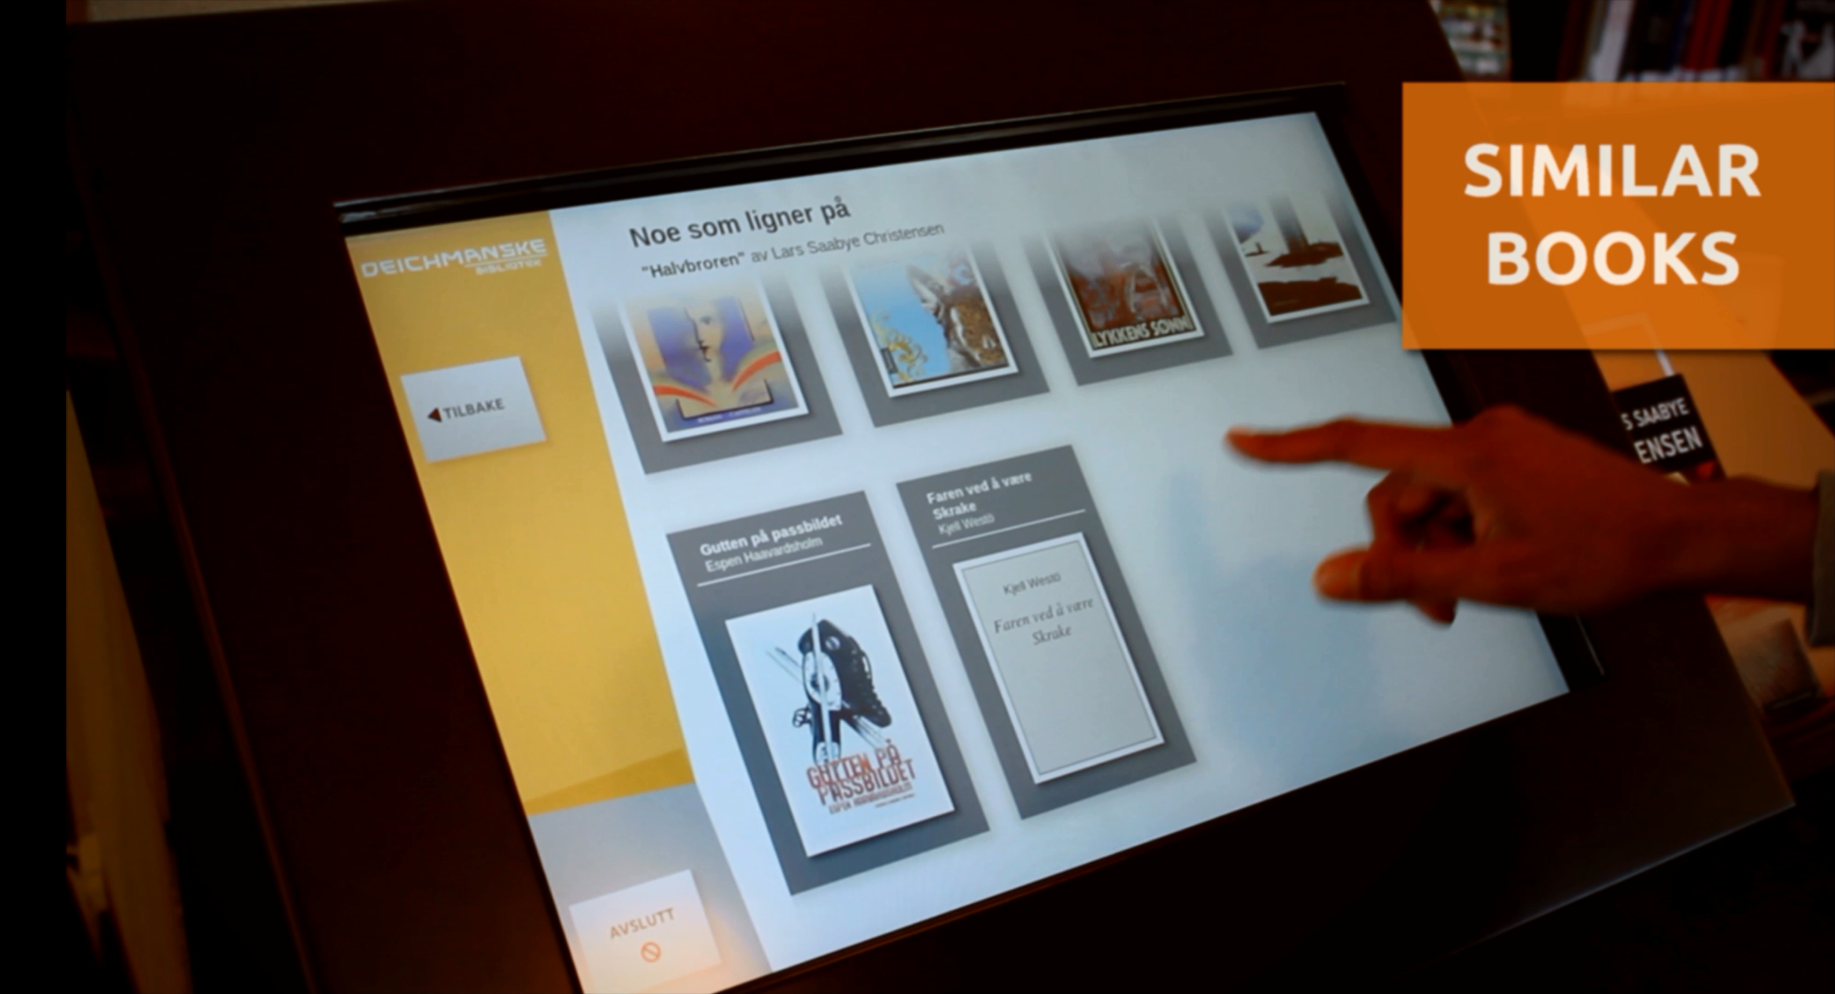 SIMILAR
BOOKS
DEICHMANSKE
BIBLIOTEK
Noe som ligner på
"Halvbroren" av Lars Saabye Christensen
LYKKENS SØNN
◀TILBAKE
S SAABYE
ENSEN
Gutten på passbildet
Espen Haavardsholm
GUTTEN PÅ
PASSBILDET
ESPEN HAAVARDSHOLM
Faren ved å være
Skrake
Kjell Westö
Kjell Westö
Faren ved å være
Skrake
AVSLUTT